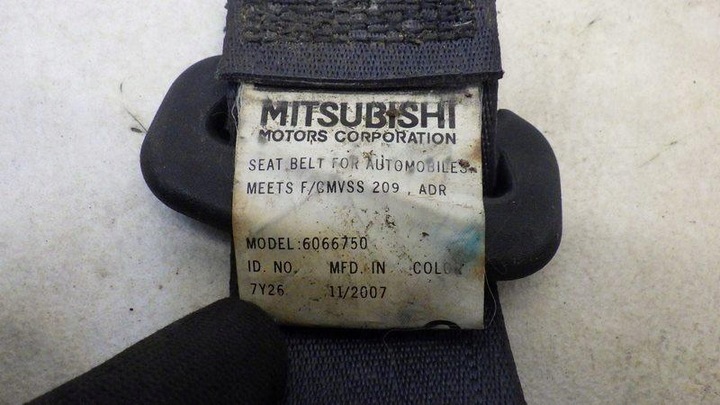 MITSUBISHI
MOTORS CORPORATION
SEAT BELT FOR AUTOMOBILES
MEETS F/CMVSS 209 , ADR
MODEL:6066750
ID. NO. MFD. IN
7Y26 11/2007